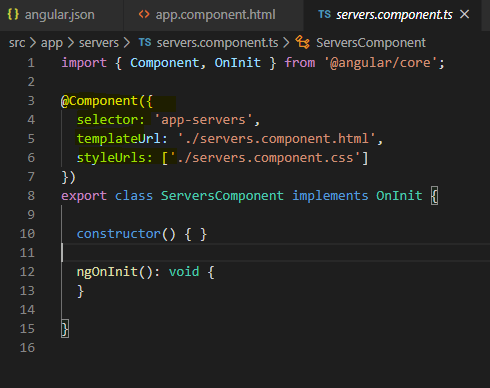 {} angular.json
<> app.component.html
TS servers.component.ts ×
src > app > servers > TS servers.component.ts > ServersComponent
1 import { Component, OnInit } from '@angular/core';
2
3 @Component({
4   selector: 'app-servers',
5   templateUrl: './servers.component.html',
6   styleUrls: ['./servers.component.css']
7 })
8 export class ServersComponent implements OnInit {
9
10   constructor() { }
11
12   ngOnInit(): void {
13   }
14
15 }
16